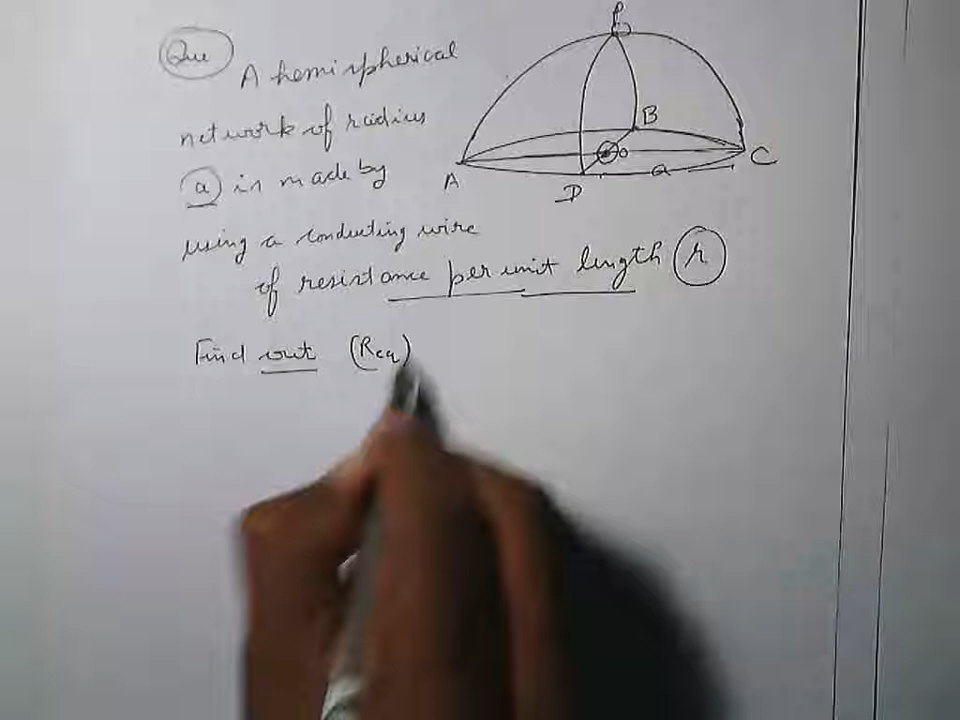 Que A hemispherical
network of radius
a is made by
using a conducting wire
of resistance per unit length r
Find out (Req)
P
B
o
C
A
D
a